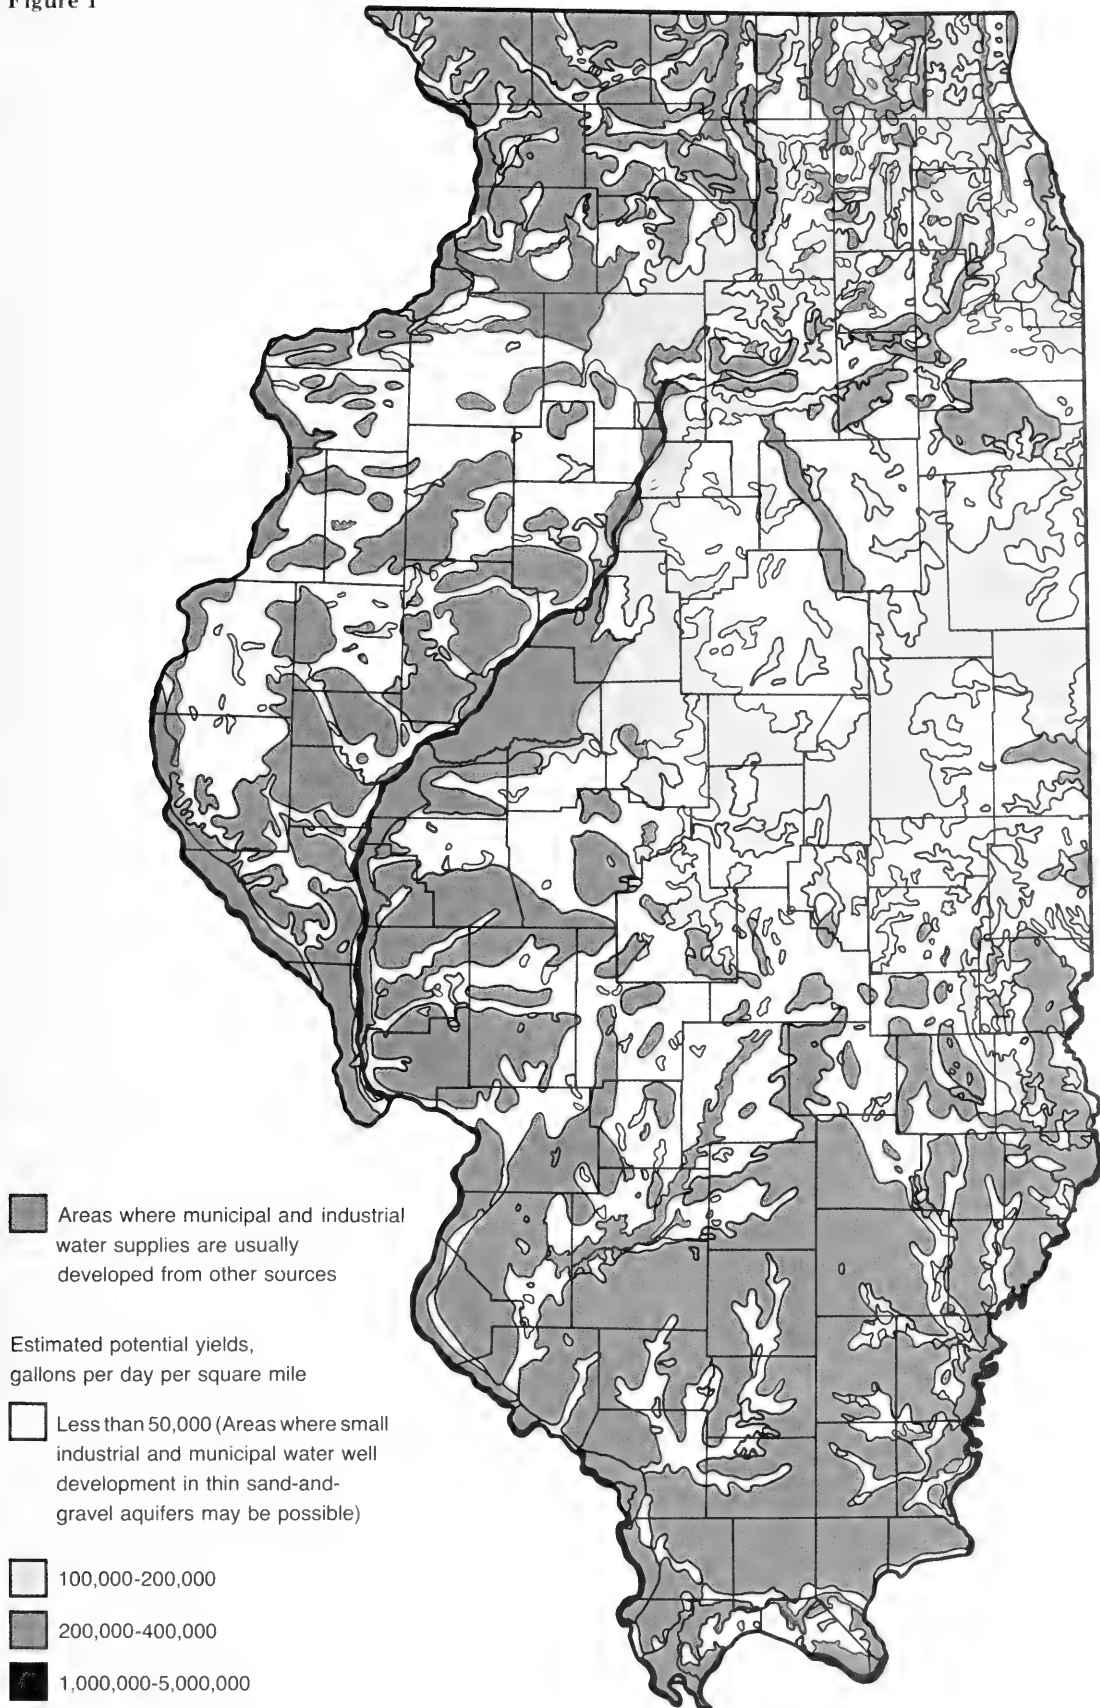 Figure 1
Areas where municipal and industrial
water supplies are usually
developed from other sources
Estimated potential yields,
gallons per day per square mile
Less than 50,000 (Areas where small
industrial and municipal water well
development in thin sand-and-
gravel aquifers may be possible)
100,000-200,000
200,000-400,000
1,000,000-5,000,000